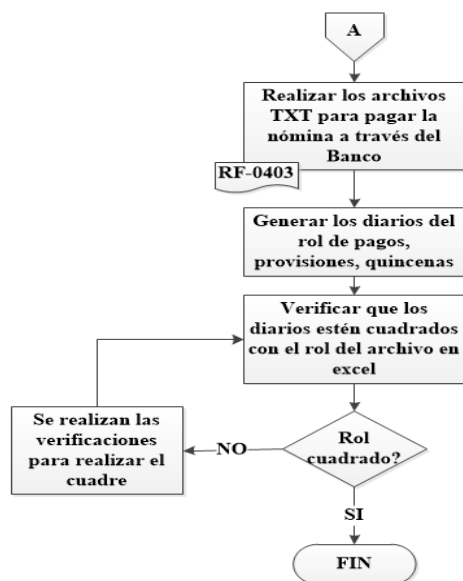 A
Realizar los archivos
TXT para pagar la
nómina a través del
Banco
RF-0403
Generar los diarios del
rol de pagos,
provisiones, quincenas
Verificar que los
diarios estén cuadrados
con el rol del archivo en
excel
Se realizan las
verificaciones
para realizar el
cuadre
NO
Rol
cuadrado?
SI
FIN